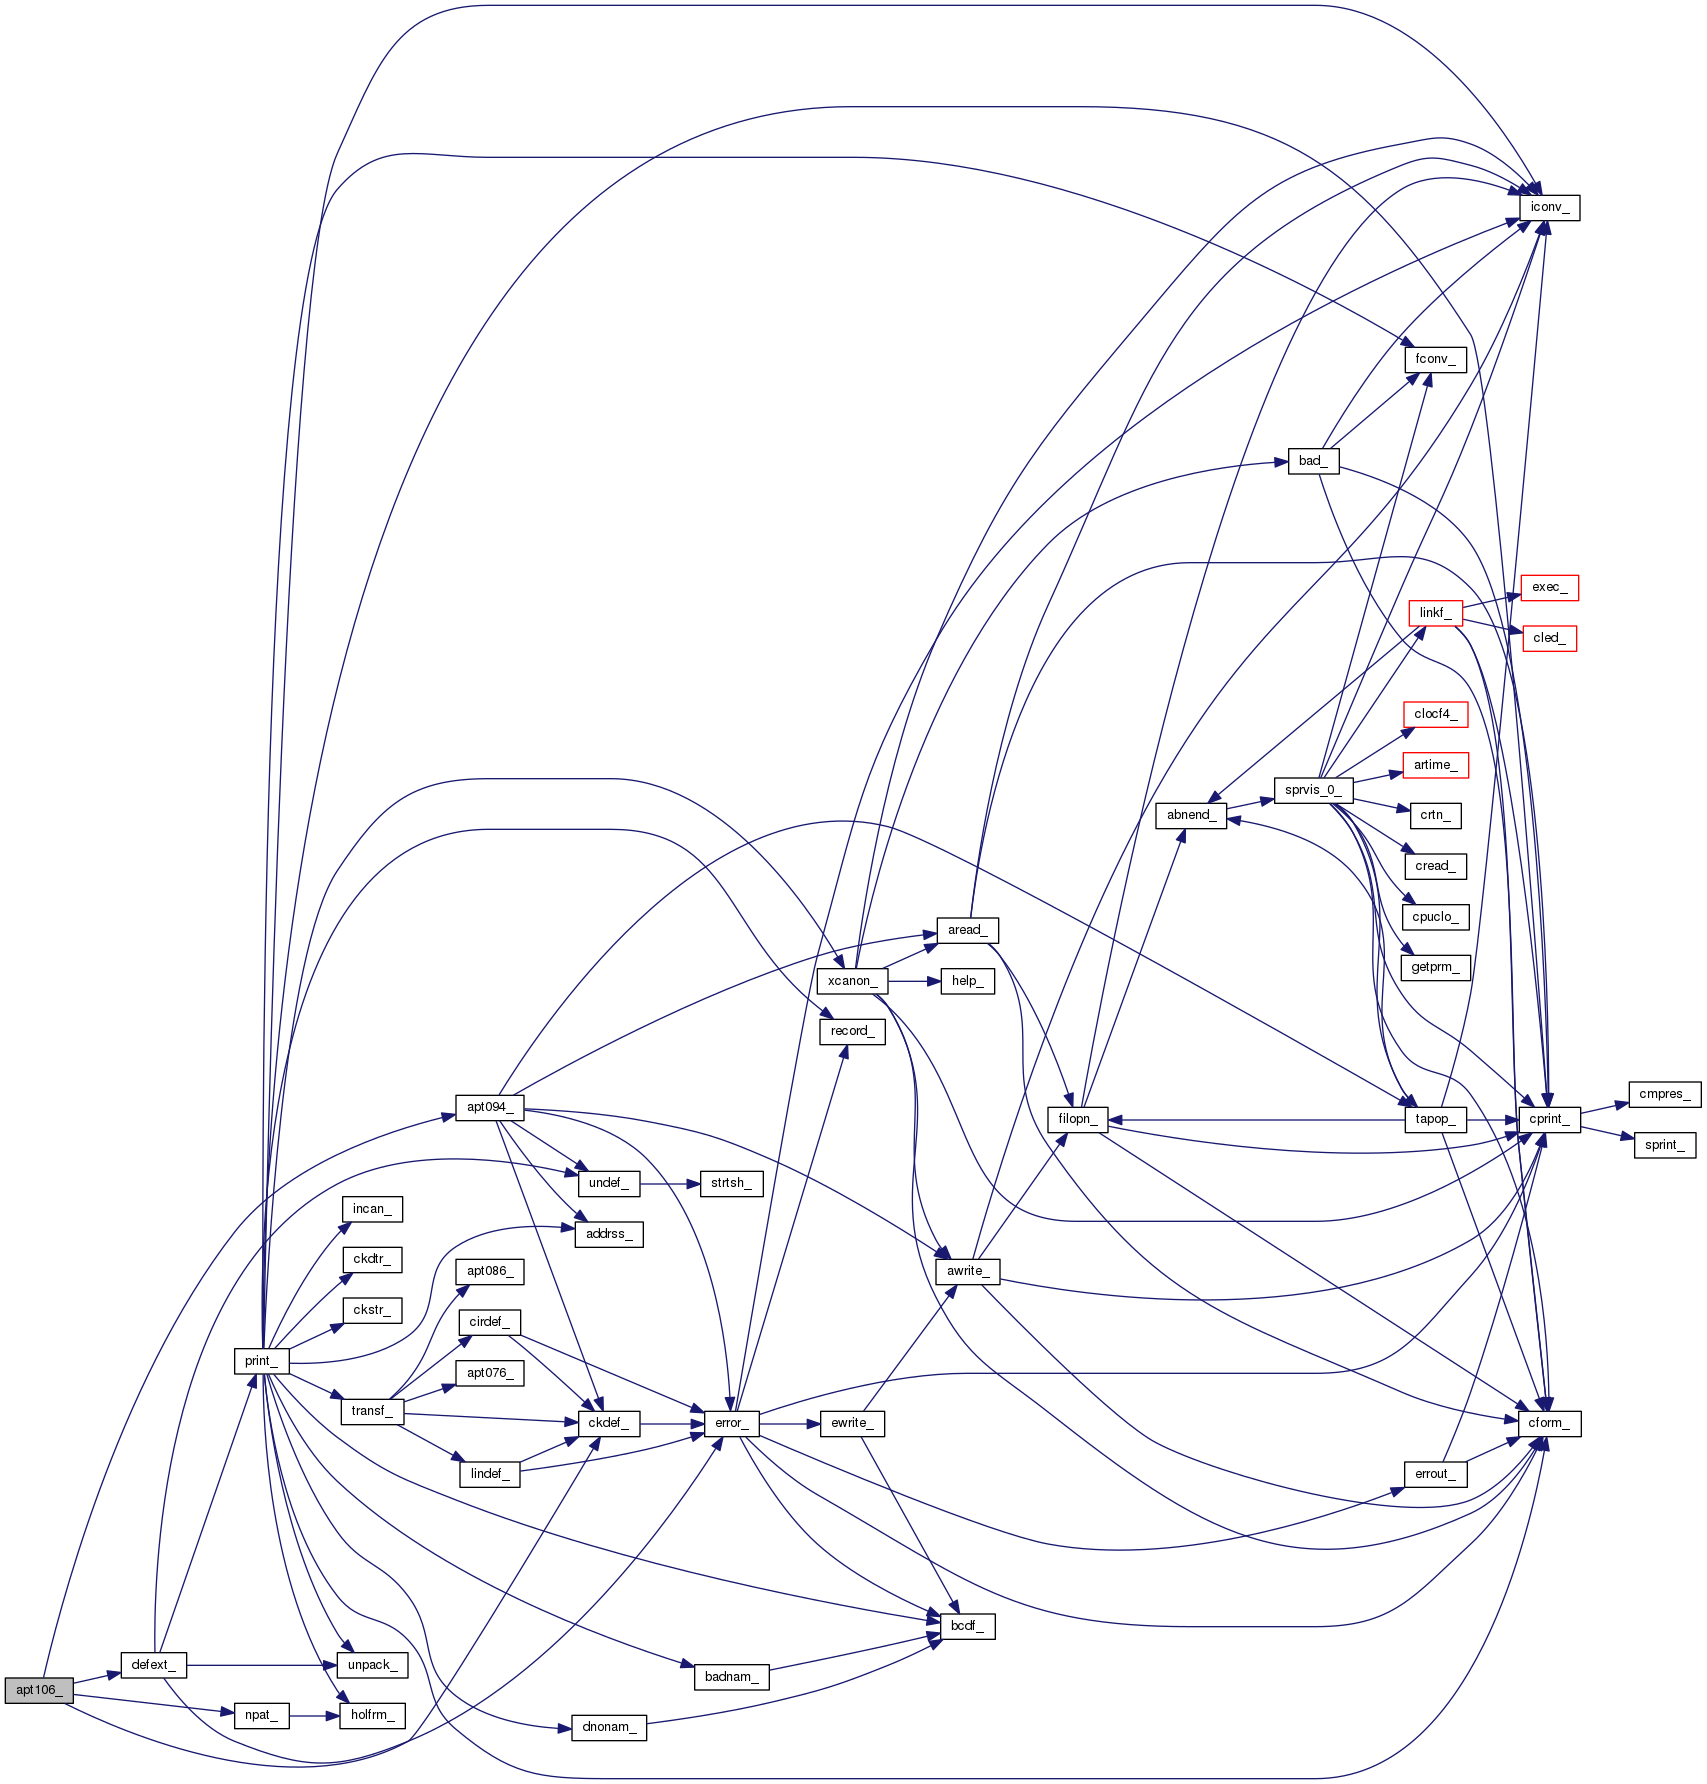 iconv_
fconv_
bad_
exec_
linkf_
cled_
clocf4_
artime_
sprvis_0_
abnend_
crtn_
cread_
cpuclo_
aread_
getprm_
xcanon_
help_
record_
cmpres_
apt094_
filopn_
tapop_
cprint_
sprint_
undef_
strtsh_
incan_
addrss_
ckdtr_
apt086_
awrite_
ckstr_
cirdef_
print_
apt076_
transf_
ckdef_
error_
ewrite_
cform_
lindef_
errout_
bcdf_
defext_
unpack_
badnam_
apt106_
npat_
holfrm_
dnonam_